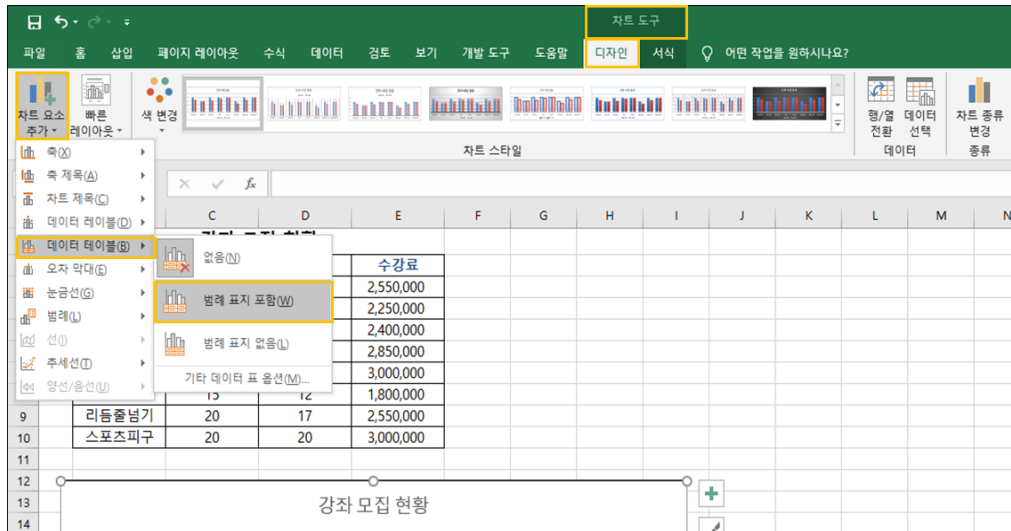 차트 도구
파일 홈 삽입 페이지 레이아웃 수식 데이터 검토 보기 개발 도구 도움말 디자인 서식 어떤 작업을 원하시나요?
차트 요소 추가
빠른 레이아웃
색 변경
행/열 전환
데이터 선택
차트 종류 변경
차트 스타일 데이터 종류
축(X)
축 제목(A)
차트 제목(C)
데이터 레이블(D)
데이터 테이블(B)
오차 막대(E)
눈금선(G)
범례(L)
선(I)
추세선(T)
양선/음선(U)
없음(N)
범례 표지 포함(W)
범례 표지 없음(L)
기타 데이터 표 옵션(M)...
fx
C D E F G H I J K L M N
수강료
2,550,000
2,250,000
2,400,000
2,850,000
3,000,000
15 12 1,800,000
9 리듬줄넘기 20 17 2,550,000
10 스포츠피구 20 20 3,000,000
11
12
13 강좌 모집 현황
14